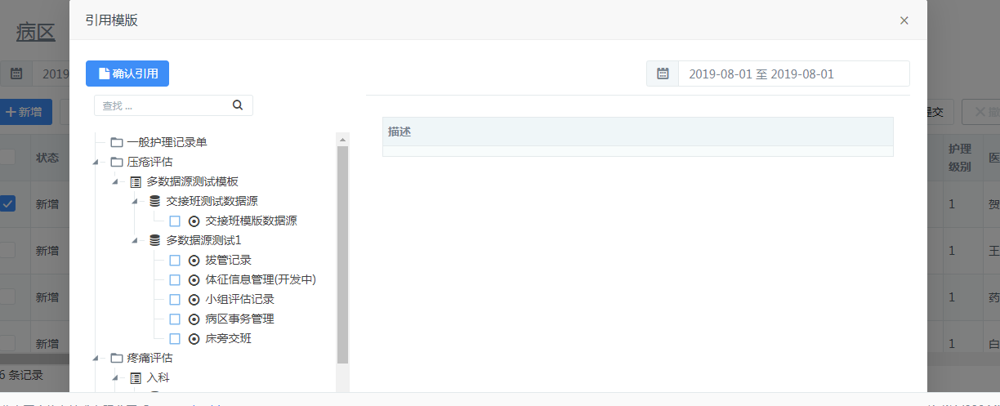 引用模版
×
病区
确认引用
2019
2019-08-01 至 2019-08-01
新增
查找 ...
提交
描述
状态
护理
级别
医
一般护理记录单
压疮评估
多数据源测试模板
交接班测试数据源
新增
1
贺
交接班模版数据源
多数据源测试1
新增
1
王
拔管记录
体征信息管理(开发中)
小组评估记录
新增
1
药
病区事务管理
床旁交班
新增
1
白
疼痛评估
6 条记录
入科